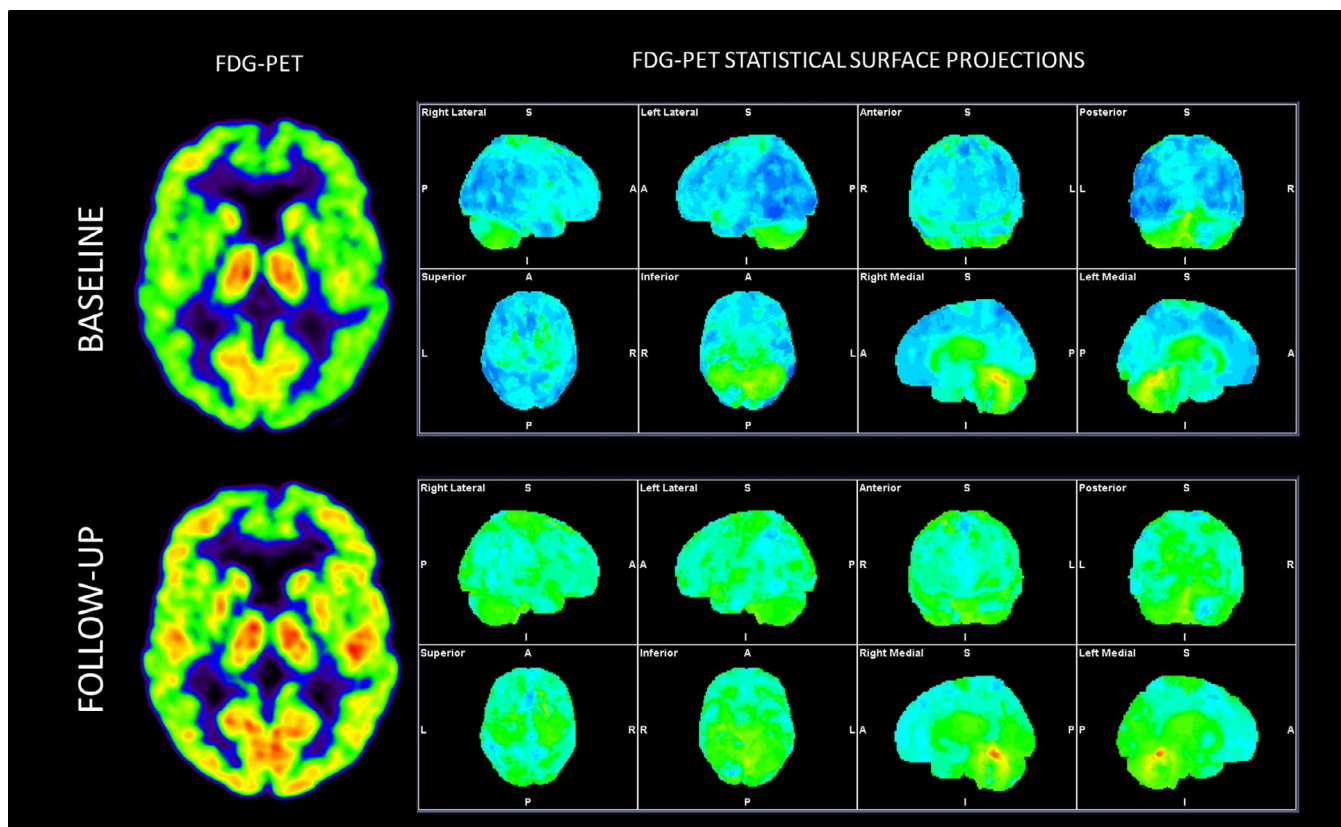 FDG-PET
FDG-PET STATISTICAL SURFACE PROJECTIONS
BASELINE
Right Lateral S
P A
I
Left Lateral S
A P
I
Anterior S
R L
I
Posterior S
L R
I
Superior A
L R
P
Inferior A
R L
P
Right Medial S
A P
I
Left Medial S
P A
I
FOLLOW-UP
Right Lateral S
P A
I
Left Lateral S
A P
I
Anterior S
R L
I
Posterior S
L R
I
Superior A
L R
P
Inferior A
R L
P
Right Medial S
A P
I
Left Medial S
P A
I